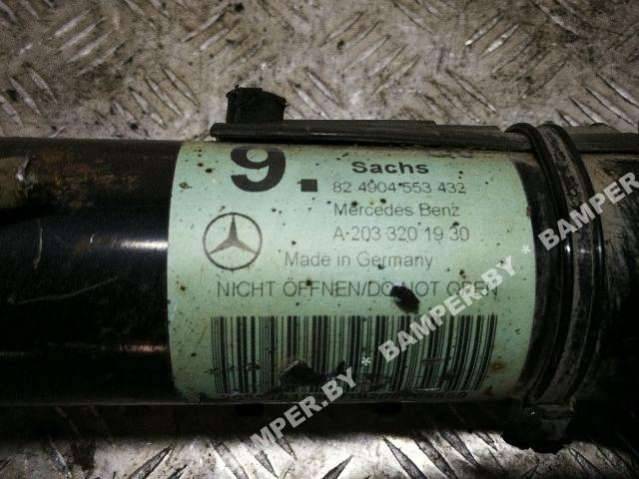 9. Sachs
82 4904 553 432
Mercedes Benz
A-203 320 19 30
Made in Germany
NICHT ÖFFNEN/DO NOT OPEN
BAMPER.BY * BAMPER.BY * BAMPER.BY